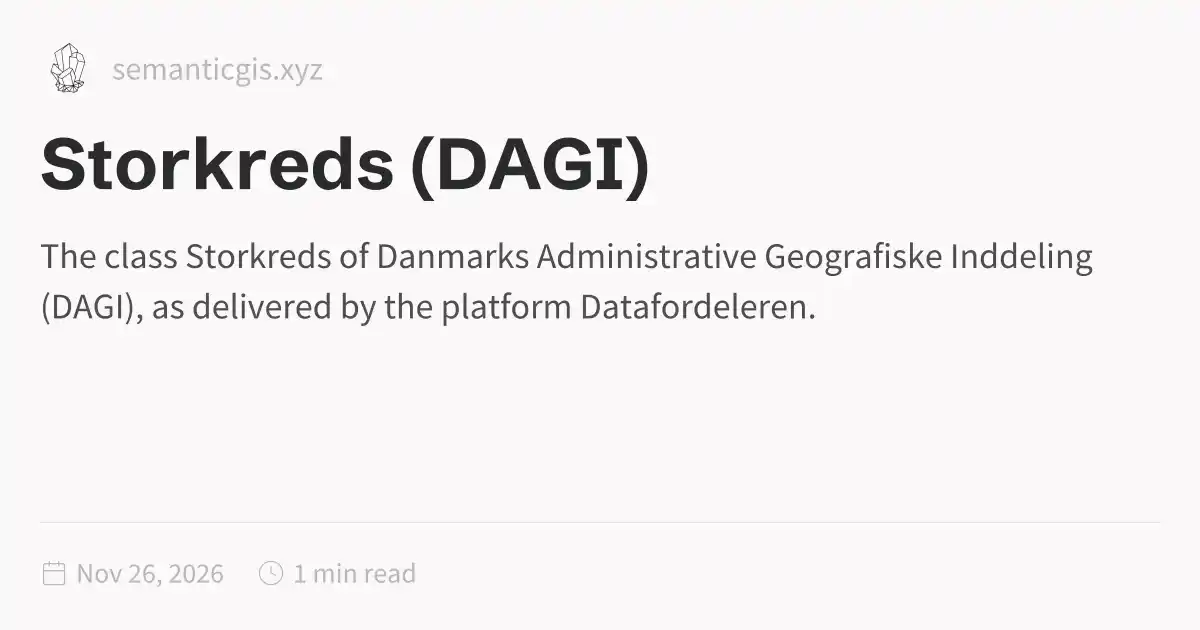 semanticgis.xyz
Storkreds (DAGI)
The class Storkreds of Danmarks Administrative Geografiske Inddeling
(DAGI), as delivered by the platform Datafordeleren.
Nov 26, 2026 1 min read